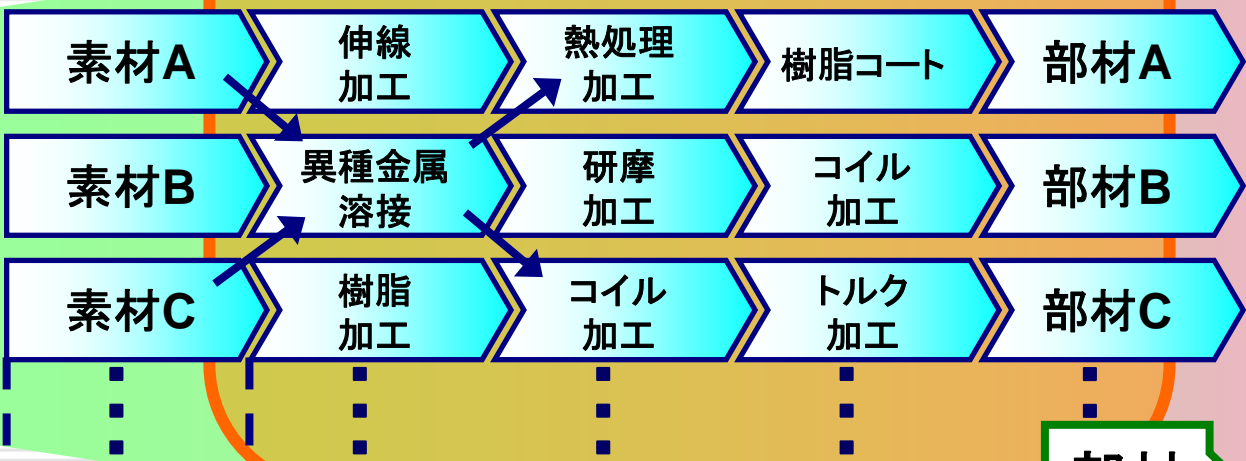 素材A
伸線
加工
熱処理
加工
樹脂コート
部材A
素材B
異種金属
溶接
研摩
加工
コイル
加工
部材B
素材C
樹脂
加工
コイル
加工
トルク
加工
部材C